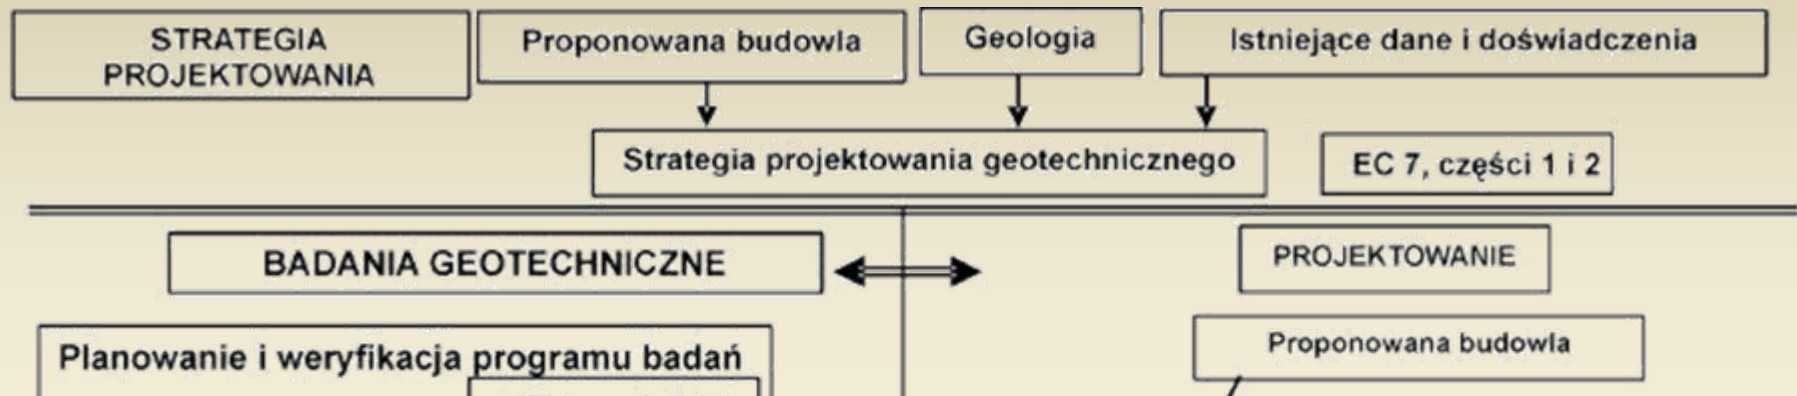 STRATEGIA
PROJEKTOWANIA
Proponowana budowla
Geologia
Istniejące dane i doświadczenia
Strategia projektowania geotechnicznego
EC 7, części 1 i 2
BADANIA GEOTECHNICZNE
PROJEKTOWANIE
Planowanie i weryfikacja programu badań
Proponowana budowla